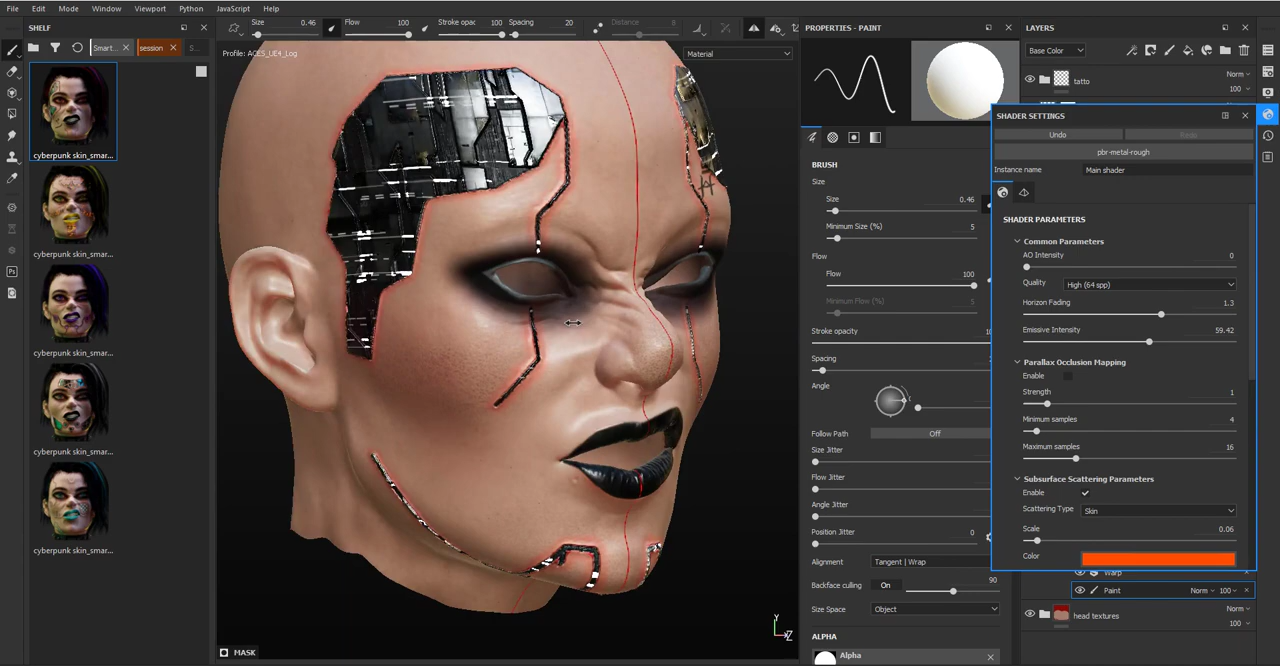 File Edit Mode Window Viewport Python JavaScript Help
SHELF
Smart...
session
S...
cyberpunk skin_smar...
cyberpunk skin_smar...
cyberpunk skin_smar...
cyberpunk skin_smar...
cyberpunk skin_smar...
Size 0.46 Flow 100 Stroke opac 100 Spacing 20 Distance 8
Profile: ACES_UE4_Log
Material
Y
Z
MASK
PROPERTIES - PAINT
BRUSH
Size
Size 0.46
Minimum Size (%) 5
Flow
Flow 100
Minimum Flow (%) 5
Stroke opacity
Spacing
Angle
Follow Path Off
Size Jitter
Flow Jitter
Angle Jitter
Position Jitter 0
Alignment Tangent | Wrap
Backface culling On 90
Size Space Object
ALPHA
Alpha
LAYERS
Base Color
tatto Norm
100
SHADER SETTINGS
Undo Redo
pbr-metal-rough
Instance name Main shader
SHADER PARAMETERS
Common Parameters
AO Intensity 0
Quality High (64 spp)
Horizon Fading 1.3
Emissive Intensity 59.42
Parallax Occlusion Mapping
Enable
Strength 1
Minimum samples 4
Maximum samples 16
Subsurface Scattering Parameters
Enable
Scattering Type Skin
Scale 0.06
Color
Warp
Paint Norm 100
head textures Norm
100